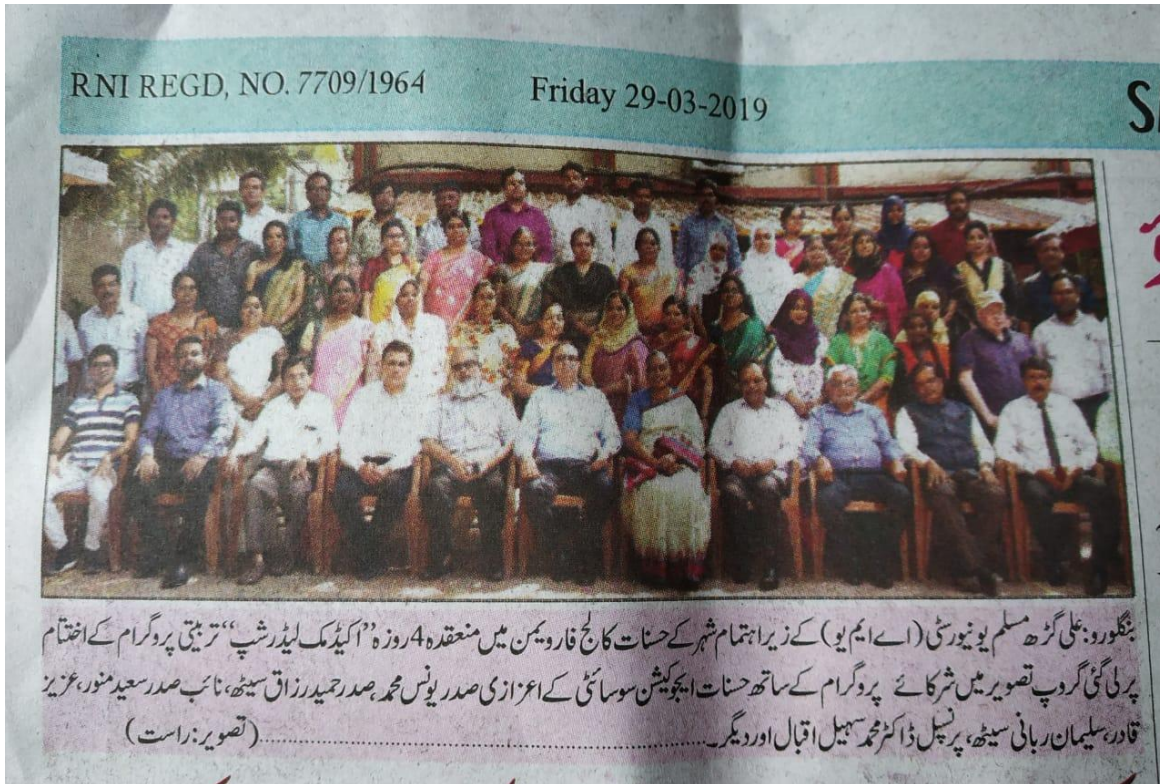 RNI REGD, NO. 7709/1964 Friday 29-03-2019
بنگلورو: علی گڑھ مسلم یونیورسٹی (اے ایم یو) کے زیر اہتمام شہر کے حسنات کالج فار ویمن میں منعقدہ 4 روزہ ’’اکیڈمک لیڈر شپ‘‘ تربیتی پروگرام کے اختتام
پر لی گئی گروپ تصویر میں شرکائے پروگرام کے ساتھ حسنات ایجوکیشن سوسائٹی کے اعزازی صدر یونس محمد، صدر حمید رزاق سیٹھ، نائب صدر سعید منور، عزیز
قادر، سلیمان ربانی سیٹھ، پرنسپل ڈاکٹر محمد سہیل اقبال اور دیگر۔........................................(تصویر: راست)